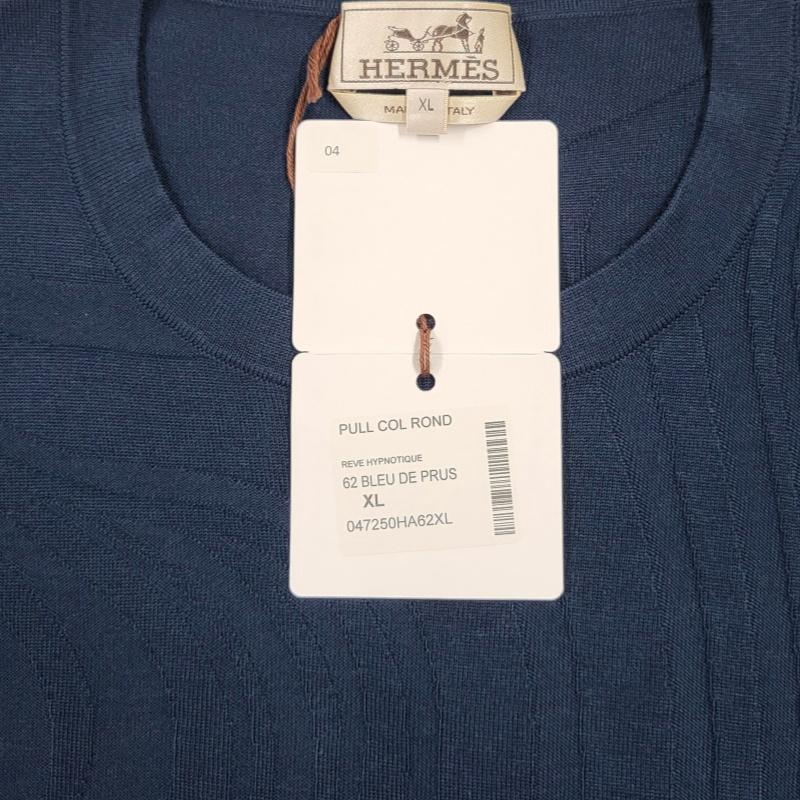 HERMÈS
XL
04
PULL COL ROND
REVE HYPNOTIQUE
62 BLEU DE PRUS
XL
047250HA62XL